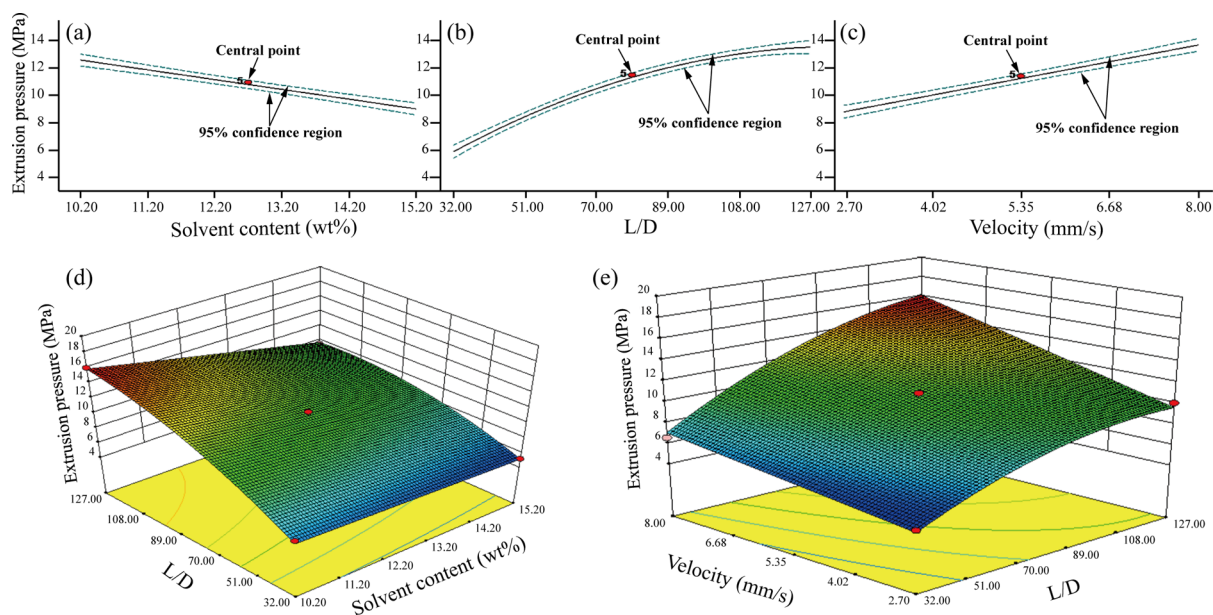 Extrusion pressure (MPa)
(a)
14
12
10
8
6
4
Central point
5
95% confidence region
10.20 11.20 12.20 13.20 14.20 15.20
Solvent content (wt%)
(b)
14
12
10
8
6
4
Central point
5
95% confidence region
32.00 51.00 70.00 89.00 108.00 127.00
L/D
(c)
14
12
10
8
6
4
Central point
5
95% confidence region
2.70 4.02 5.35 6.68 8.00
Velocity (mm/s)
(d)
Extrusion pressure (MPa)
20
18
16
14
12
10
8
6
4
127.00
108.00
89.00
70.00
51.00
32.00
L/D
10.20
11.20
12.20
13.20
14.20
15.20
Solvent content (wt%)
(e)
Extrusion pressure (MPa)
20
18
16
14
12
10
8
6
4
8.00
6.68
5.35
4.02
2.70
Velocity (mm/s)
32.00
51.00
70.00
89.00
108.00
127.00
L/D